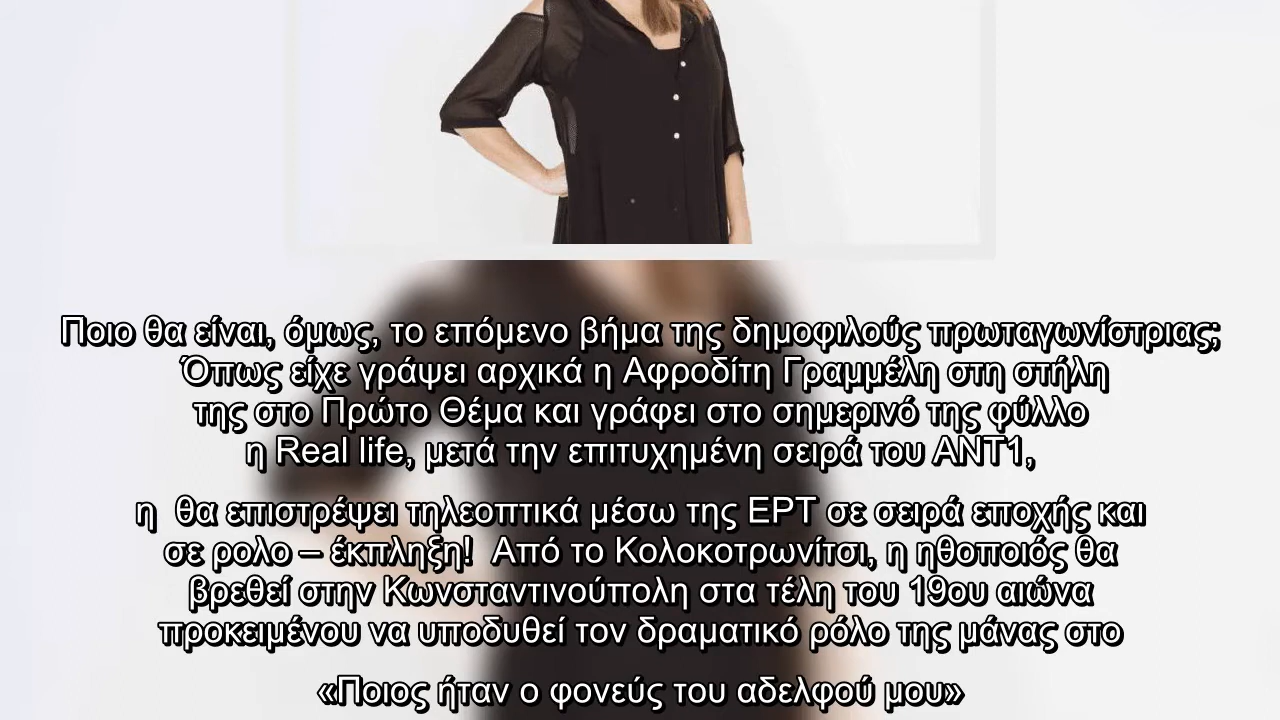 Ποιο θα είναι, όμως, το επόμενο βήμα της δημοφιλούς πρωταγωνίστριας;
Όπως είχε γράψει αρχικά η Αφροδίτη Γραμμέλη στη στήλη
της στο Πρώτο Θέμα και γράφει στο σημερινό της φύλλο
η Real life, μετά την επιτυχημένη σειρά του ΑΝΤ1,
η θα επιστρέψει τηλεοπτικά μέσω της ΕΡΤ σε σειρά εποχής και
σε ρολο – έκπληξη! Από το Κολοκοτρωνίτσι, η ηθοποιός θα
βρεθεί στην Κωνσταντινούπολη στα τέλη του 19ου αιώνα
προκειμένου να υποδυθεί τον δραματικό ρόλο της μάνας στο
«Ποιος ήταν ο φονεύς του αδελφού μου»